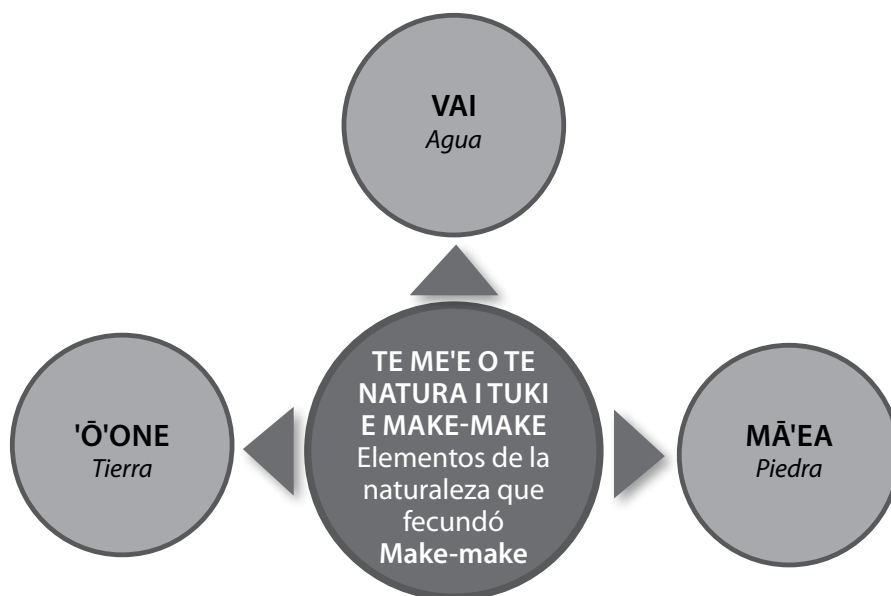 VAI
Agua
TE ME'E O TE
NATURA I TUKI
E MAKE-MAKE
Elementos de la
naturaleza que
fecundó
Make-make
'Ō'ONE
Tierra
MĀ'EA
Piedra